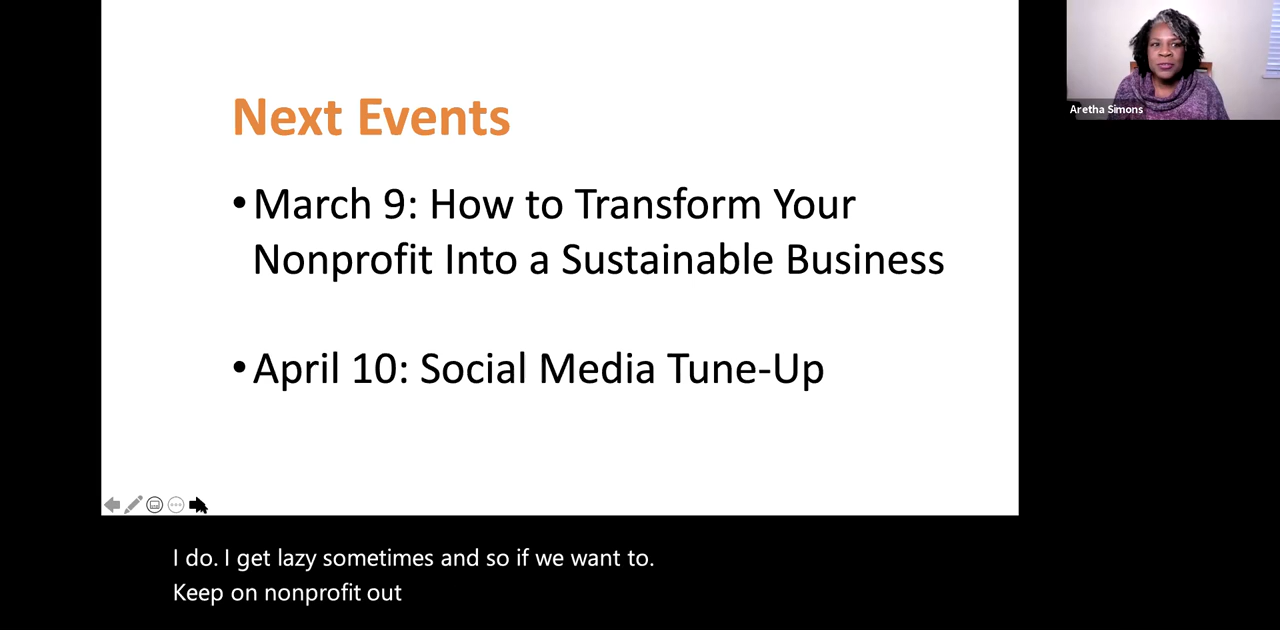 Next Events
• March 9: How to Transform Your
Nonprofit Into a Sustainable Business
• April 10: Social Media Tune-Up
Aretha Simons
I do. I get lazy sometimes and so if we want to.
Keep on nonprofit out